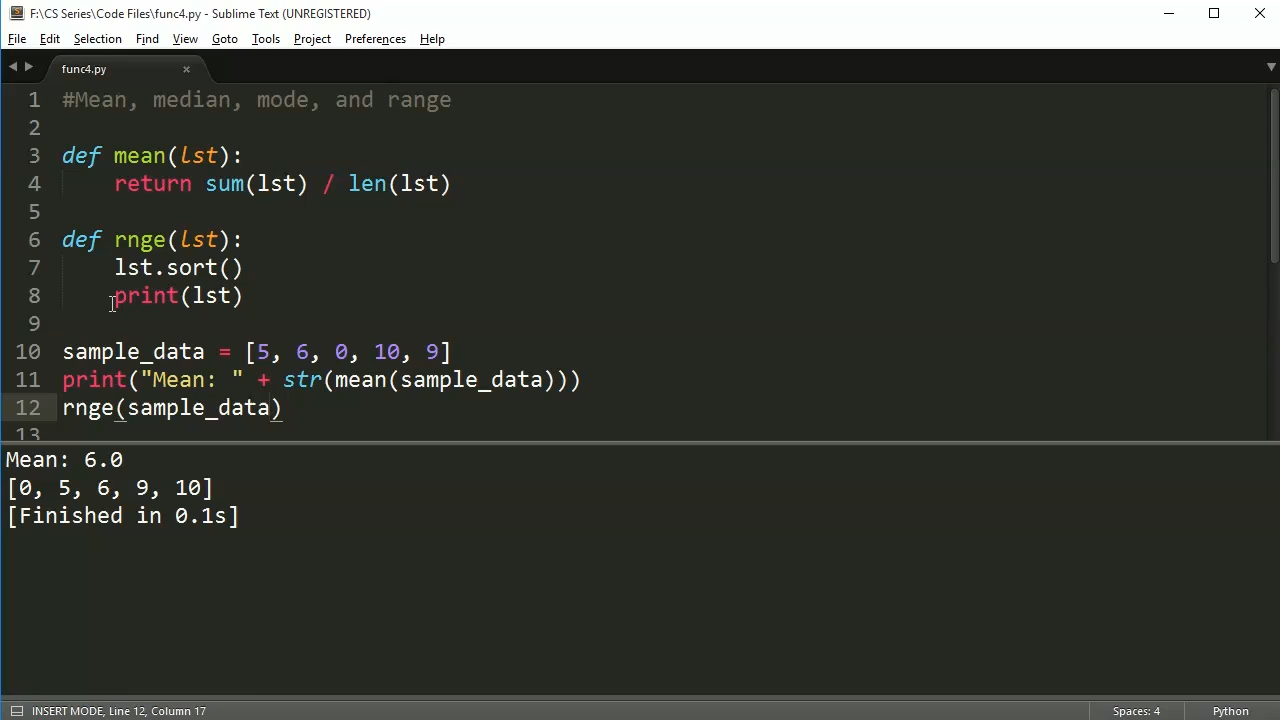 F:\CS Series\Code Files\func4.py - Sublime Text (UNREGISTERED)
File Edit Selection Find View Goto Tools Project Preferences Help
func4.py
1 #Mean, median, mode, and range
2
3 def mean(lst):
4     return sum(lst) / len(lst)
5
6 def rnge(lst):
7     lst.sort()
8     print(lst)
9
10 sample_data = [5, 6, 0, 10, 9]
11 print("Mean: " + str(mean(sample_data)))
12 rnge(sample_data)
13
Mean: 6.0
[0, 5, 6, 9, 10]
[Finished in 0.1s]
INSERT MODE, Line 12, Column 17 Spaces: 4 Python